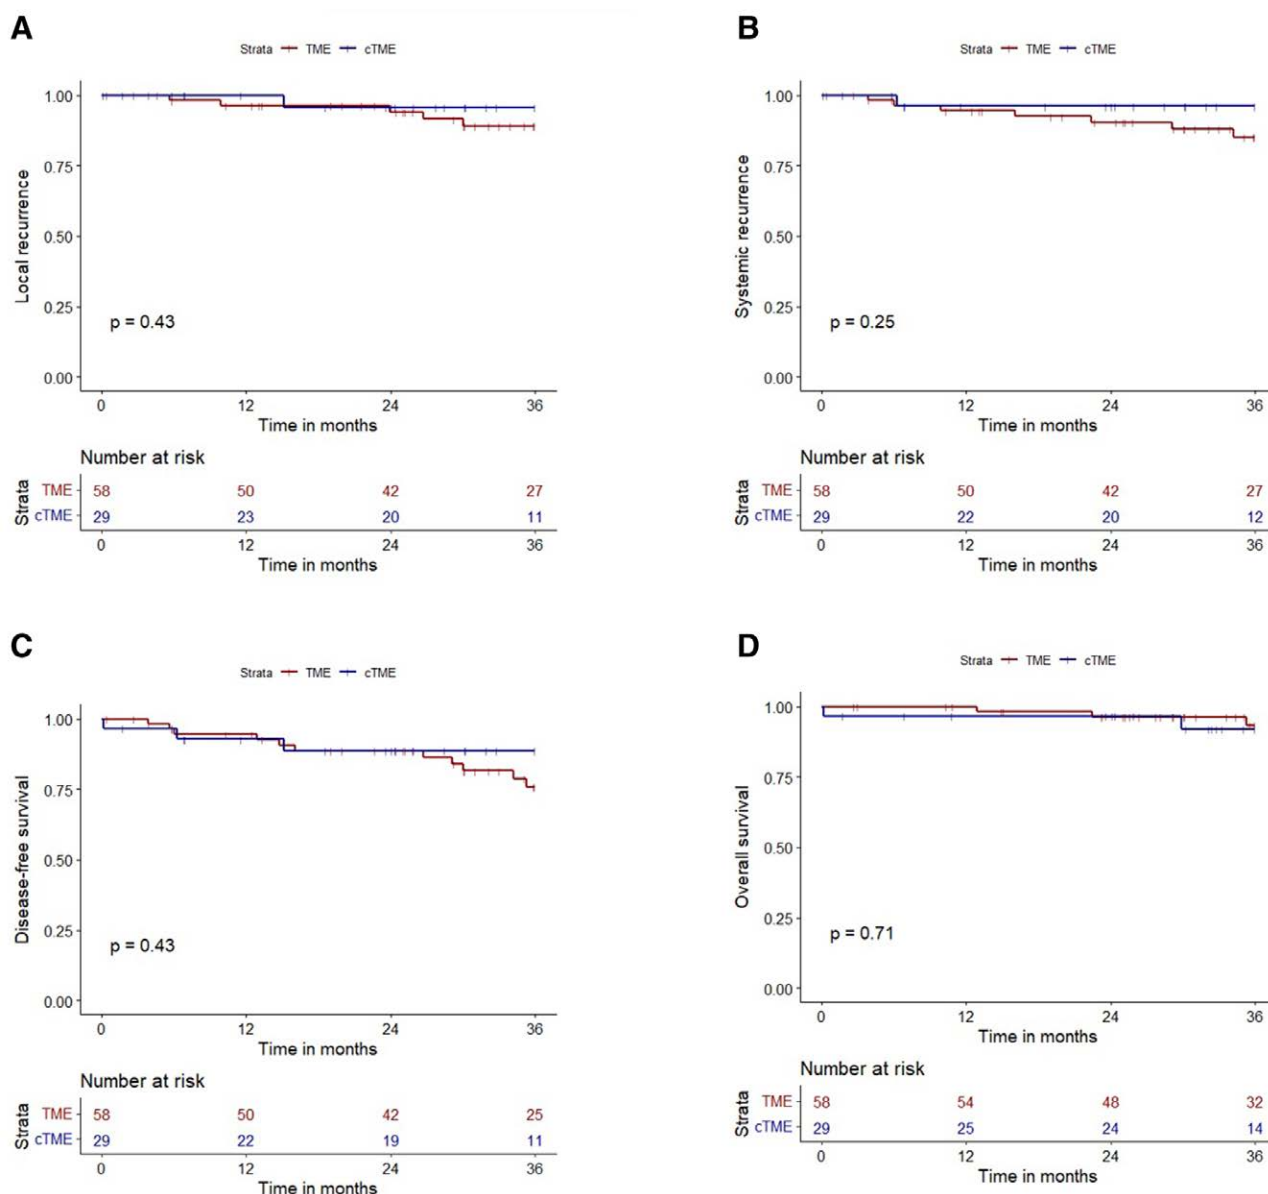 A
Strata TME cTME
1.00
0.75
0.50
0.25
0.00
Local recurrence
p = 0.43
0 12 24 36
Time in months
Number at risk
Strata
TME 58 50 42 27
cTME 29 23 20 11
0 12 24 36
Time in months
B
Strata TME cTME
1.00
0.75
0.50
0.25
0.00
Systemic recurrence
p = 0.25
0 12 24 36
Time in months
Number at risk
Strata
TME 58 50 42 27
cTME 29 22 20 12
0 12 24 36
Time in months
C
Strata TME cTME
1.00
0.75
0.50
0.25
0.00
Disease-free survival
p = 0.43
0 12 24 36
Time in months
Number at risk
Strata
TME 58 50 42 25
cTME 29 22 19 11
0 12 24 36
Time in months
D
Strata TME cTME
1.00
0.75
0.50
0.25
0.00
Overall survival
p = 0.71
0 12 24 36
Time in months
Number at risk
Strata
TME 58 54 48 32
cTME 29 25 24 14
0 12 24 36
Time in months